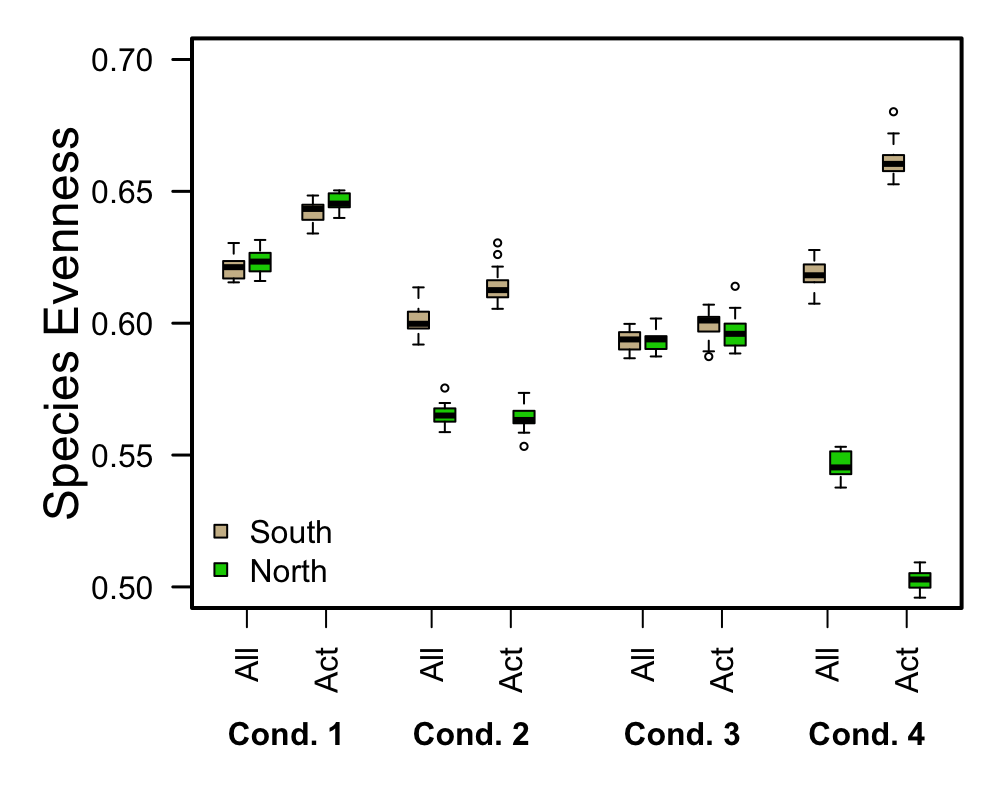 Species Evenness
0.70
0.65
0.60
0.55
0.50
South
North
All Act All Act All Act All Act
Cond. 1 Cond. 2 Cond. 3 Cond. 4